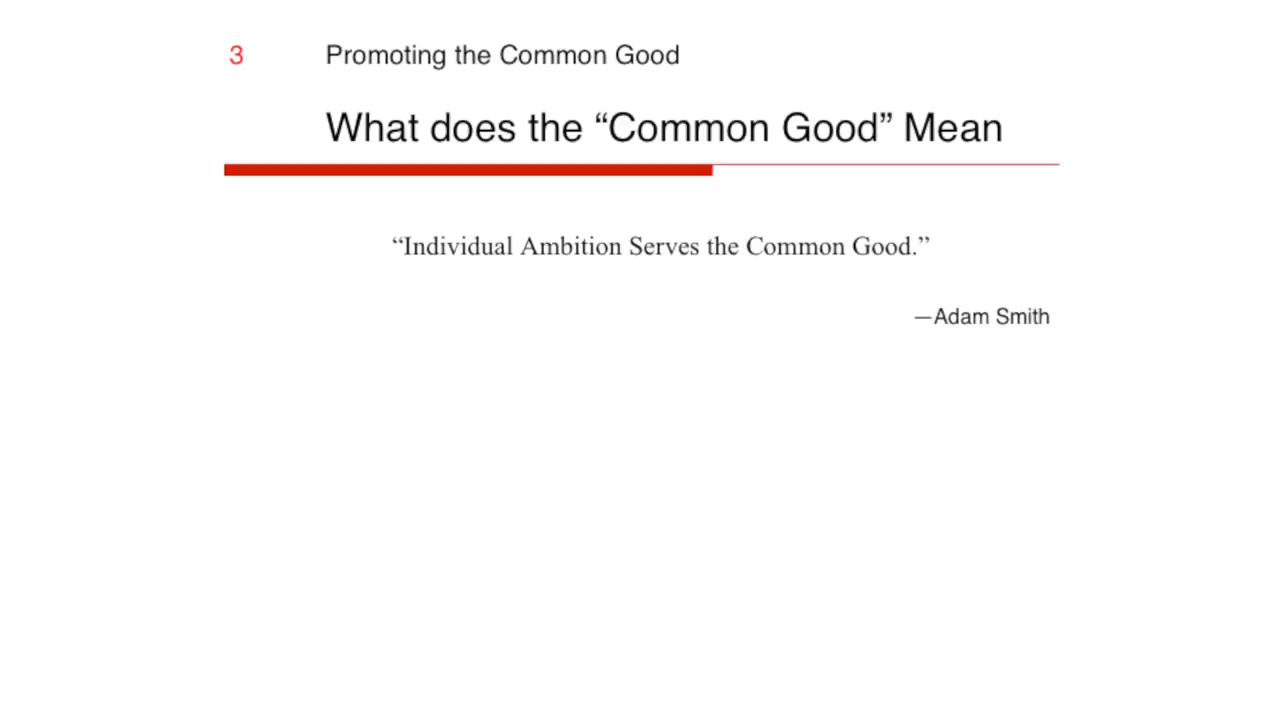 3
Promoting the Common Good
What does the “Common Good” Mean
“Individual Ambition Serves the Common Good.”
—Adam Smith